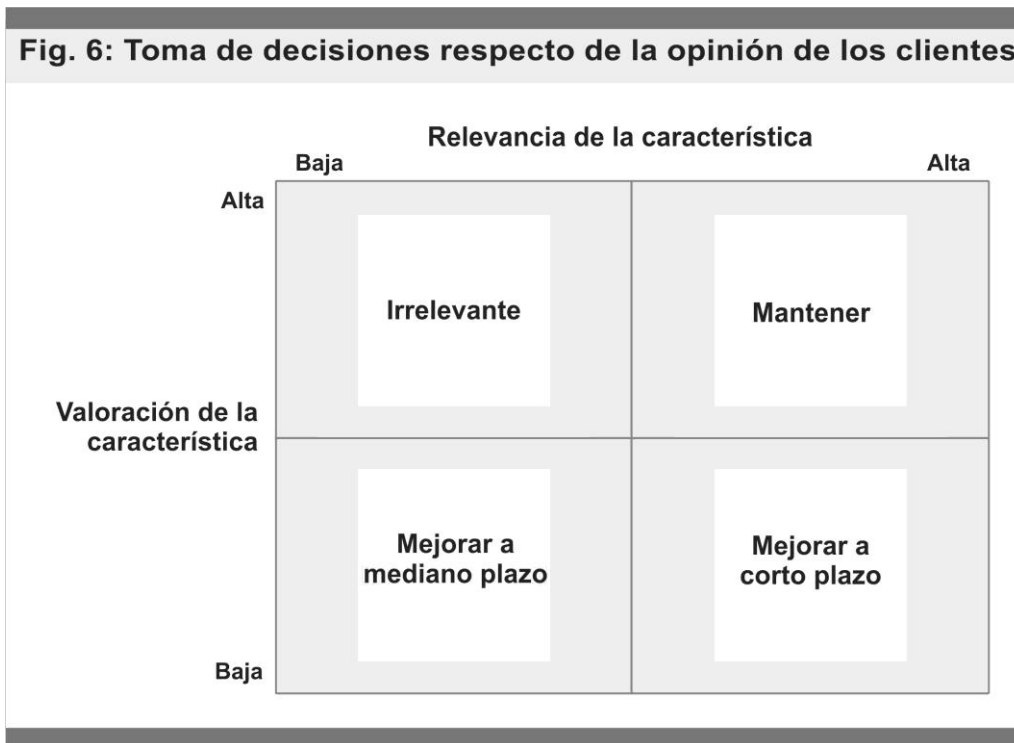 Fig. 6: Toma de decisiones respecto de la opinión de los clientes
Relevancia de la característica
Baja
Alta
Alta
Irrelevante
Mantener
Valoración de la
característica
Mejorar a
mediano plazo
Mejorar a
corto plazo
Baja